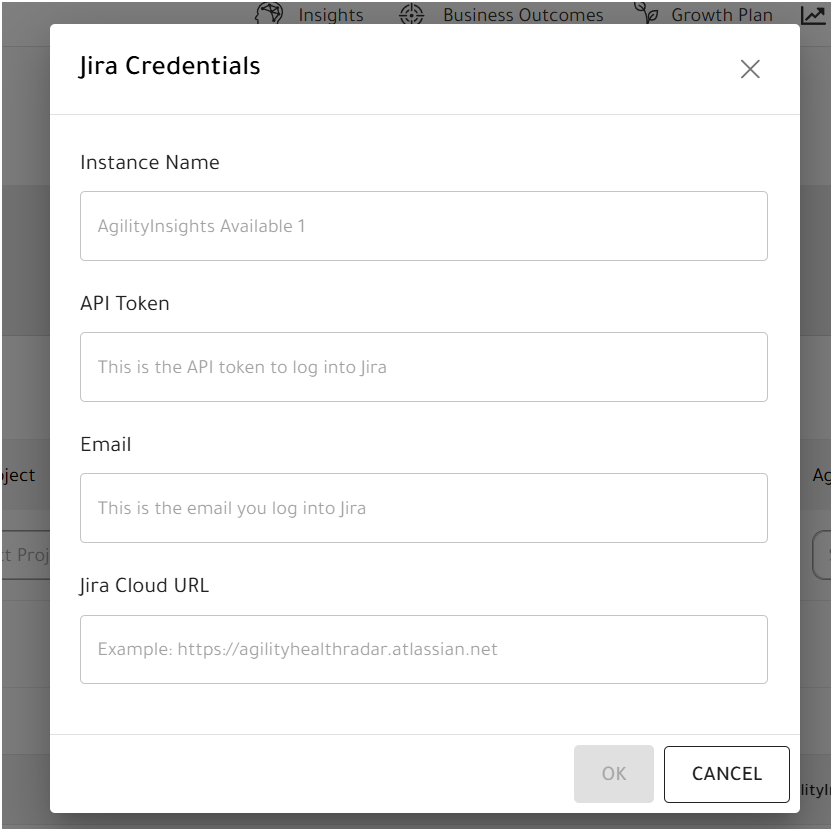 Insights
Business Outcomes
Growth Plan
Jira Credentials
Instance Name
AgilityInsights Available 1
API Token
This is the API token to log into Jira
Email
This is the email you log into Jira
Jira Cloud URL
Example: https://agilityhealthradar.atlassian.net
OK
CANCEL